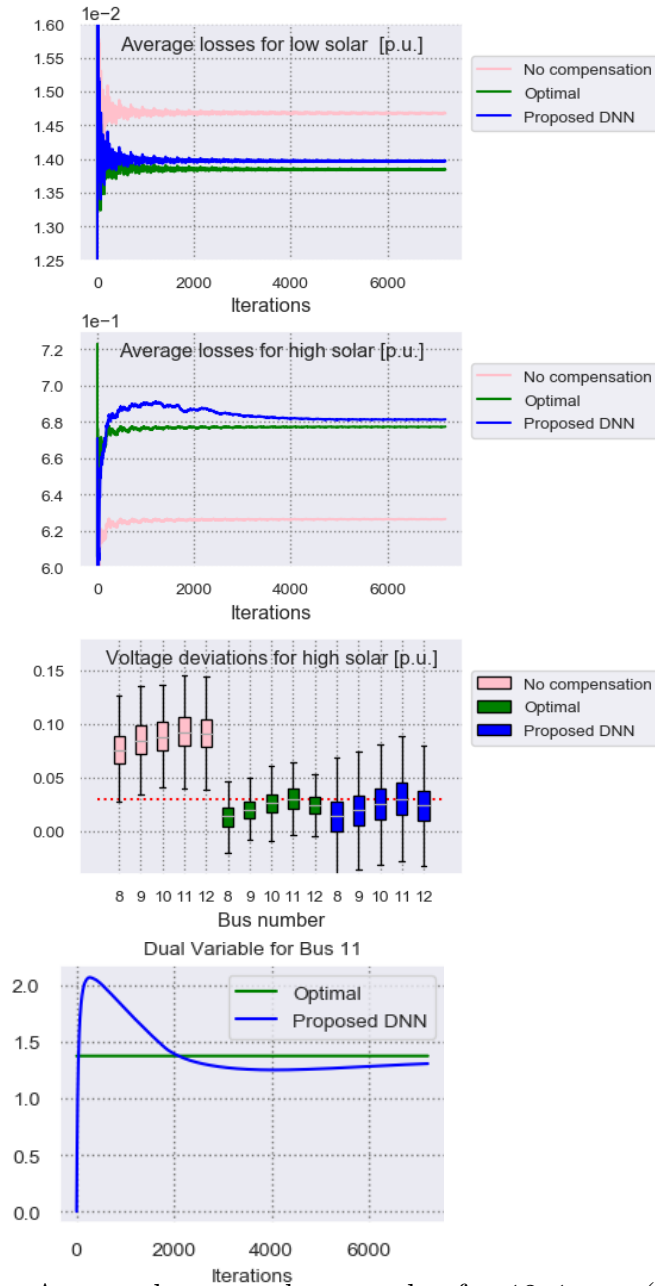 1e−2
Average losses for low solar [p.u.]
1.60
1.55
1.50
1.45
1.40
1.35
1.30
1.25
0 2000 4000 6000
Iterations
No compensation
Optimal
Proposed DNN
1e−1
Average losses for high solar [p.u.]
7.2
7.0
6.8
6.6
6.4
6.2
6.0
0 2000 4000 6000
Iterations
No compensation
Optimal
Proposed DNN
Voltage deviations for high solar [p.u.]
0.15
0.10
0.05
0.00
8 9 10 11 12 8 9 10 11 12 8 9 10 11 12
Bus number
No compensation
Optimal
Proposed DNN
Dual Variable for Bus 11
2.0
1.5
1.0
0.5
0.0
Optimal
Proposed DNN
0 2000 4000 6000
Iterations